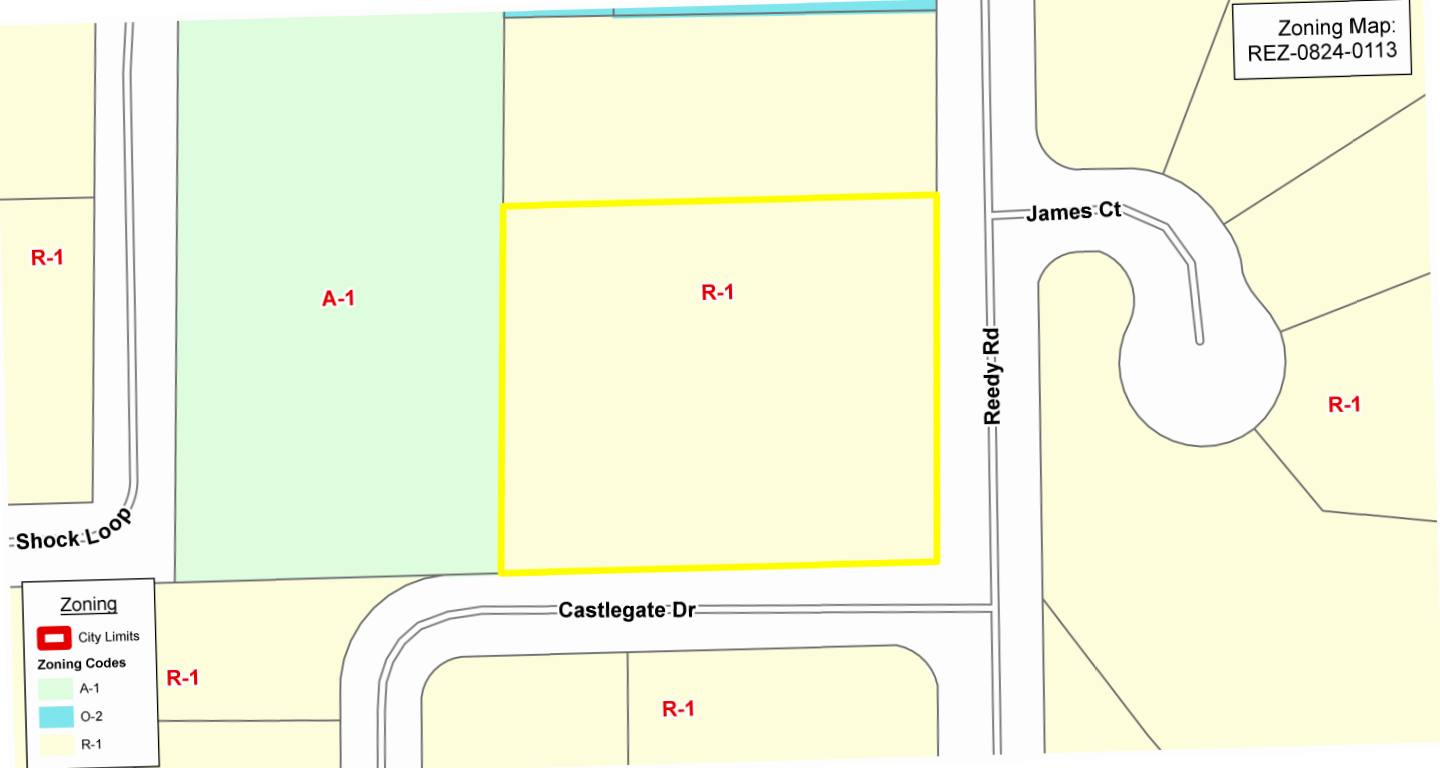 Zoning Map:
REZ-0824-0113
James Ct
R-1
A-1
R-1
Reedy Rd
R-1
Shock Loop
Castlegate Dr
R-1
R-1
Zoning
City Limits
Zoning Codes
A-1
O-2
R-1